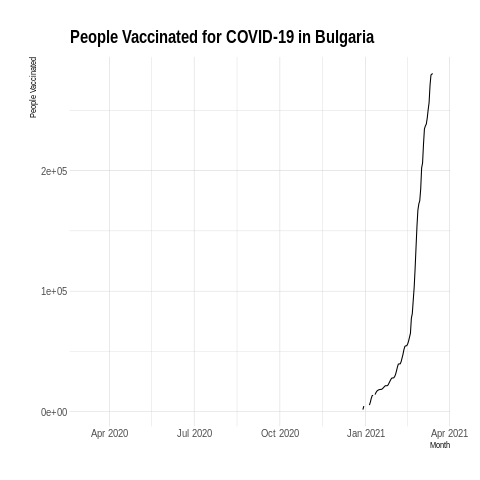 People Vaccinated for COVID-19 in Bulgaria
People Vaccinated
2e+05
1e+05
0e+00
Apr 2020 Jul 2020 Oct 2020 Jan 2021 Apr 2021
Month